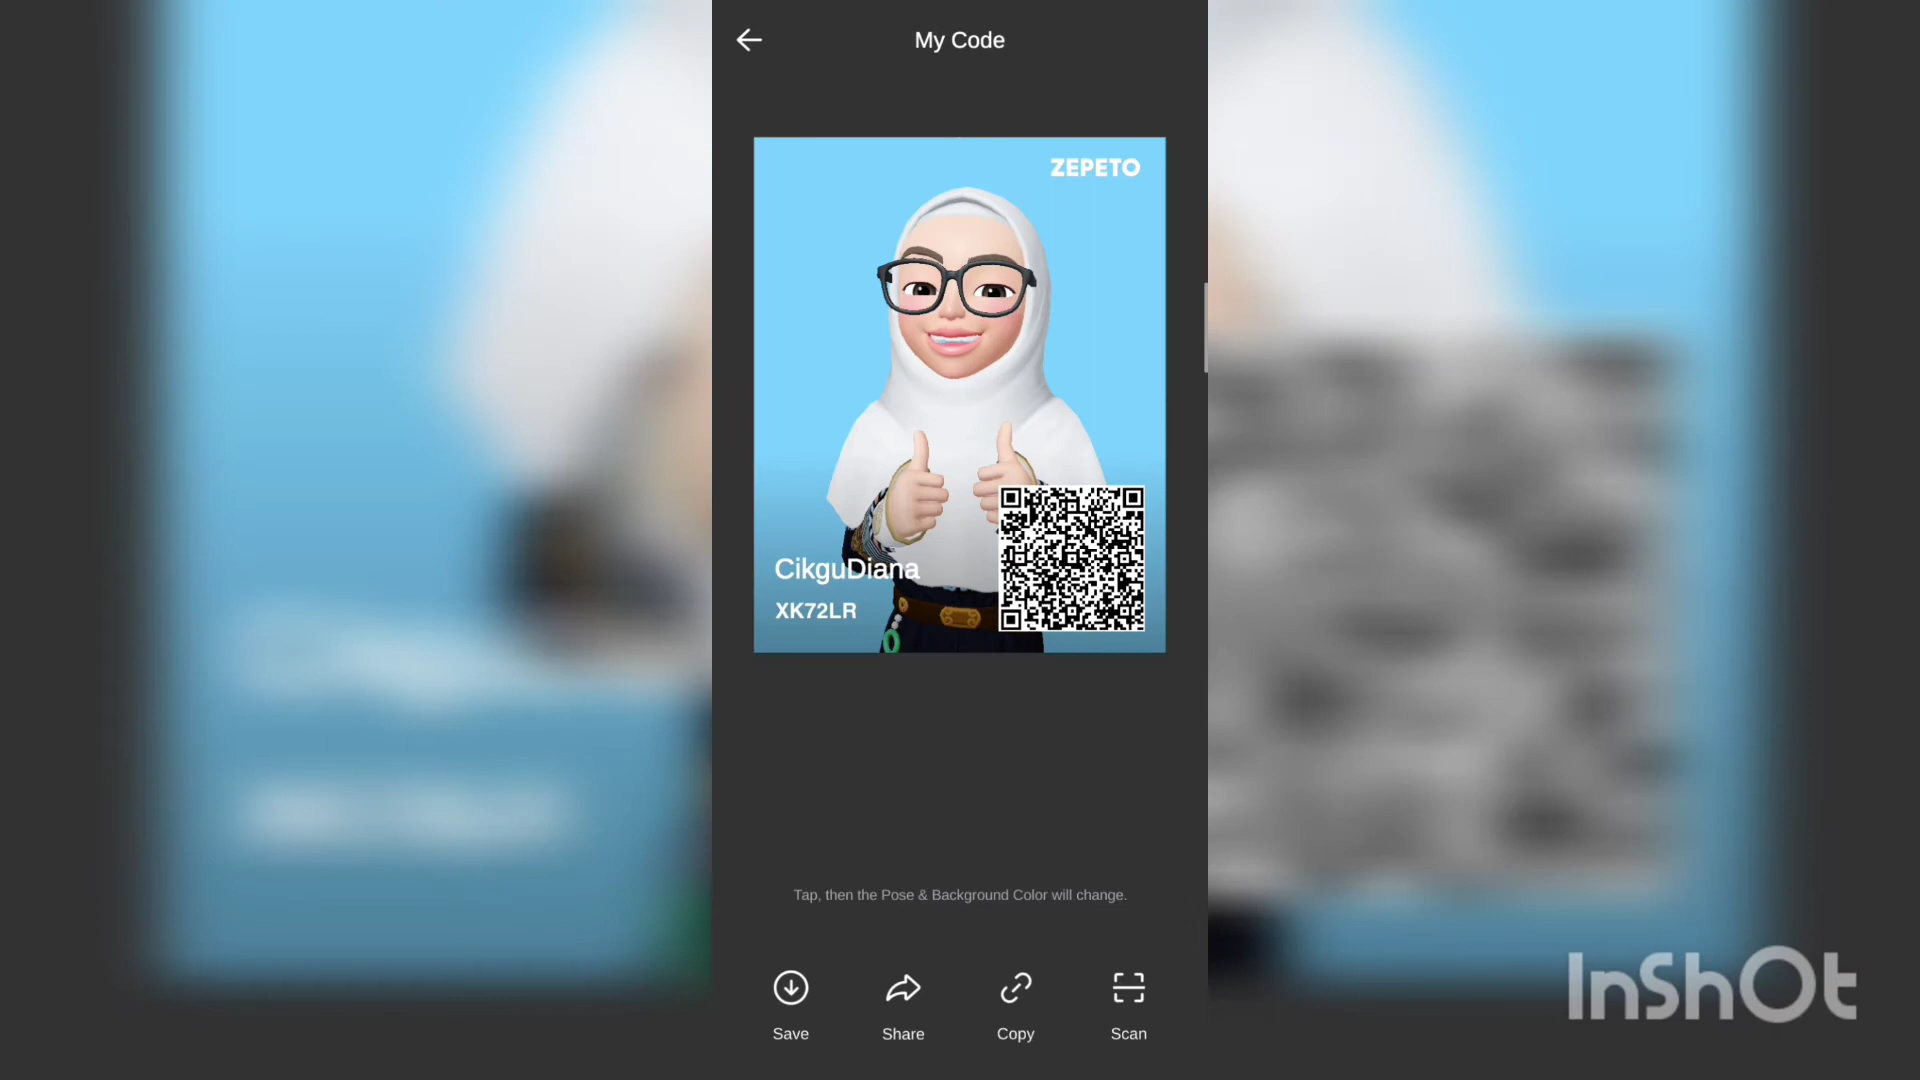 My Code
ZEPETO
CikguDiana
XK72LR
Tap, then the Pose & Background Color will change.
Save Share Copy Scan
InShOt